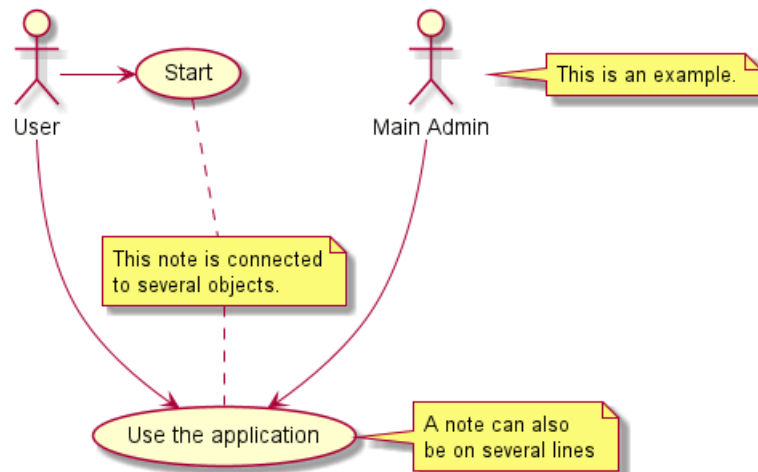 Start
This is an example.
User
Main Admin
This note is connected
to several objects.
Use the application
A note can also
be on several lines